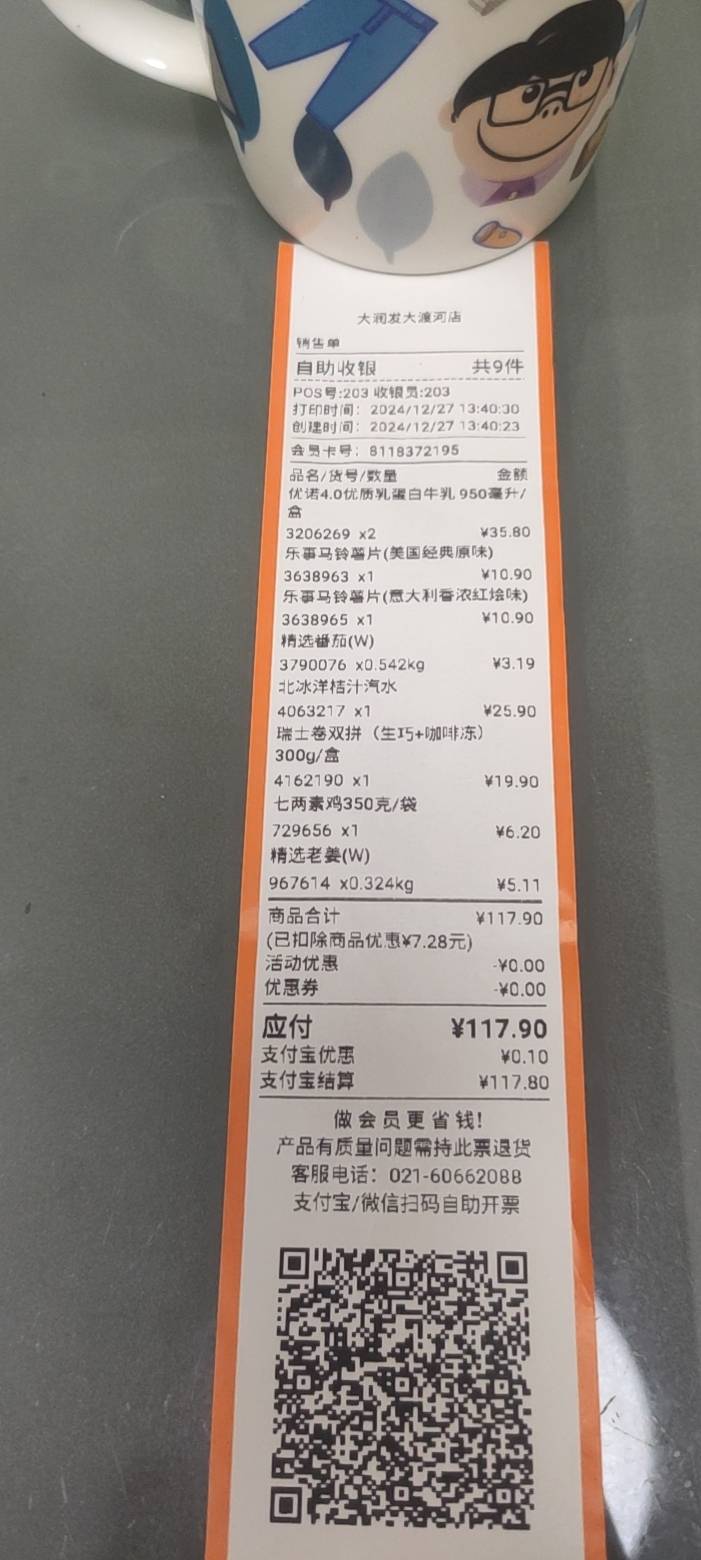 大润发大渡河店
销售单
自助收银 共9件
POS号:203 收银员:203
打印时间: 2024/12/27 13:40:30
创建时间: 2024/12/27 13:40:23
会员卡号: 8118372195
品名/货号/数量 金额
优诺4.0优质乳蛋白牛乳 950毫升/
盒
3206269 x2 ¥35.80
乐事马铃薯片(美国经典原味)
3638963 x1 ¥10.90
乐事马铃薯片(意大利香浓红烩味)
3638965 x1 ¥10.90
精选番茄(W)
3790076 x0.542kg ¥3.19
北冰洋桔汁汽水
4063217 x1 ¥25.90
瑞士卷双拼（生巧+咖啡冻）
300g/盒
4162190 x1 ¥19.90
七两素鸡350克/袋
729656 x1 ¥6.20
精选老姜(W)
967614 x0.324kg ¥5.11
商品合计 ¥117.90
(已扣除商品优惠¥7.28元)
活动优惠 -¥0.00
优惠券 -¥0.00
应付 ¥117.90
支付宝优惠 ¥0.10
支付宝结算 ¥117.80
做会员更省钱!
产品有质量问题需持此票退货
客服电话: 021-60662088
支付宝/微信扫码自助开票